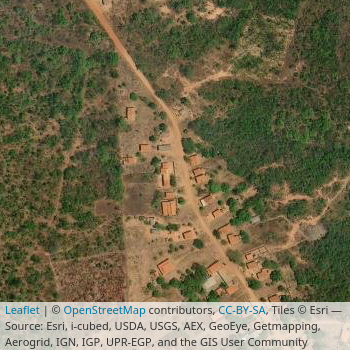 Leaflet | © OpenStreetMap contributors, CC-BY-SA, Tiles © Esri —
Source: Esri, i-cubed, USDA, USGS, AEX, GeoEye, Getmapping,
Aerogrid, IGN, IGP, UPR-EGP, and the GIS User Community